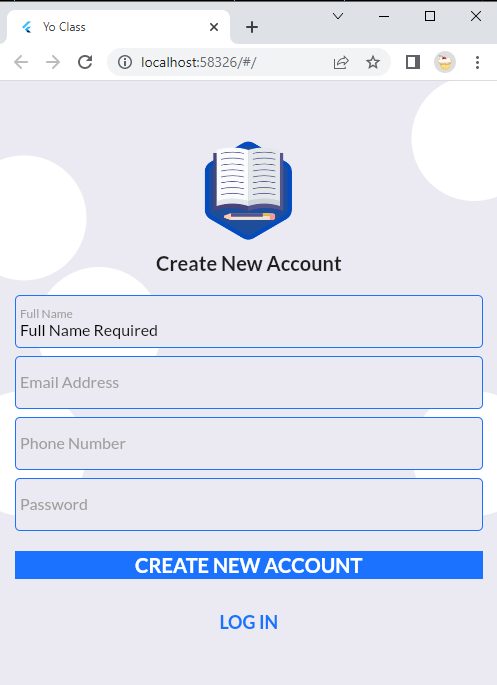 Yo Class
localhost:58326/#/
Create New Account
Full Name
Full Name Required
Email Address
Phone Number
Password
CREATE NEW ACCOUNT
LOG IN